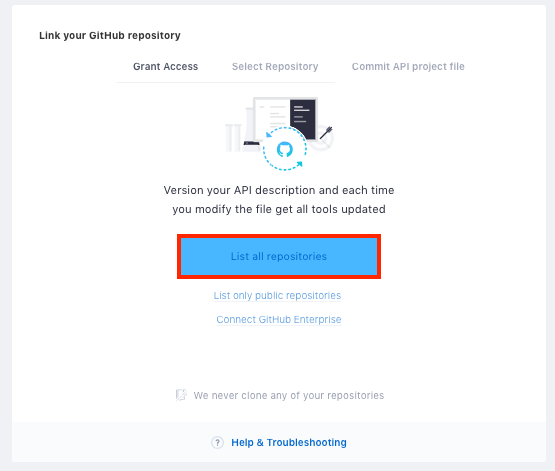 Link your GitHub repository
Grant Access
Select Repository
Commit API project file
Version your API description and each time
you modify the file get all tools updated
List all repositories
List only public repositories
Connect GitHub Enterprise
We never clone any of your repositories
? Help & Troubleshooting